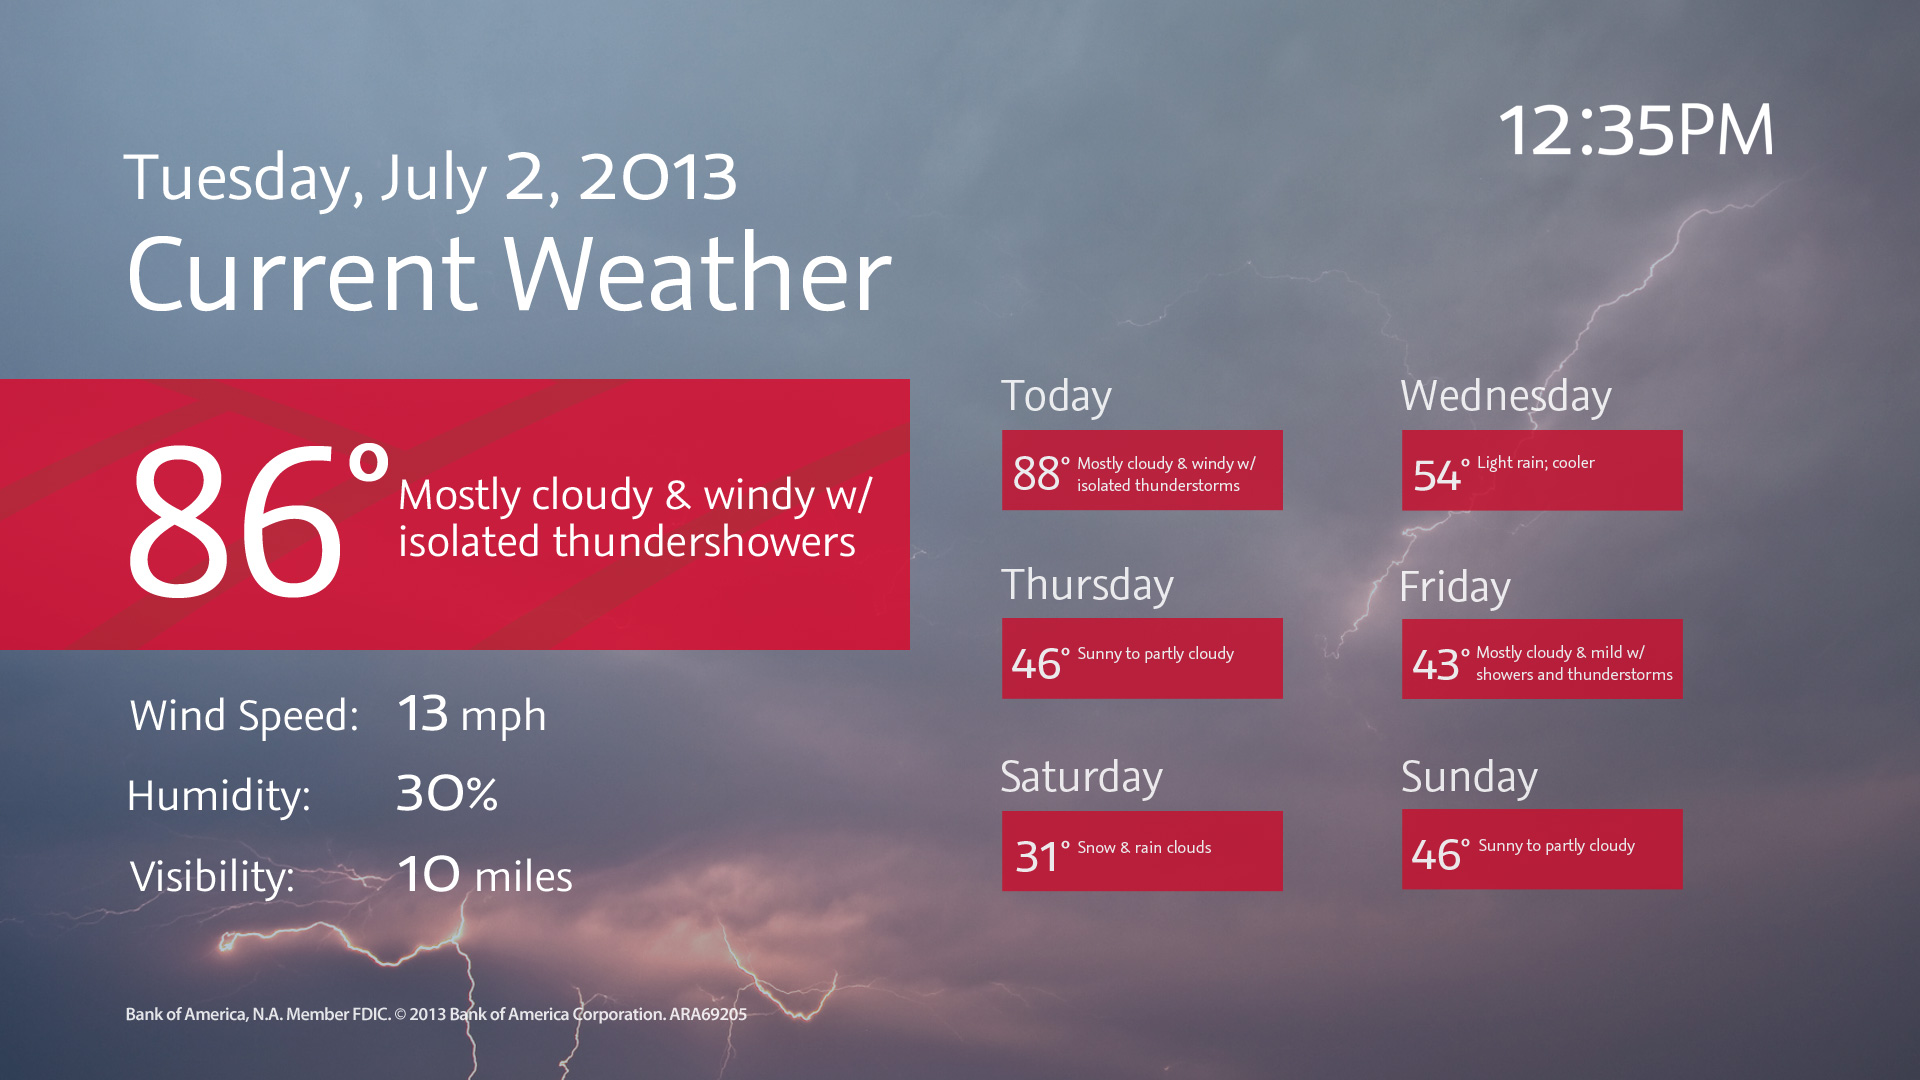 12:35PM
Tuesday, July 2, 2013
Current Weather
86° Mostly cloudy & windy w/
isolated thundershowers
Wind Speed: 13 mph
Humidity: 30%
Visibility: 10 miles
Today
88° Mostly cloudy & windy w/
isolated thunderstorms
Wednesday
54° Light rain; cooler
Thursday
46° Sunny to partly cloudy
Friday
43° Mostly cloudy & mild w/
showers and thunderstorms
Saturday
31° Snow & rain clouds
Sunday
46° Sunny to partly cloudy
Bank of America, N.A. Member FDIC. © 2013 Bank of America Corporation. ARA69205